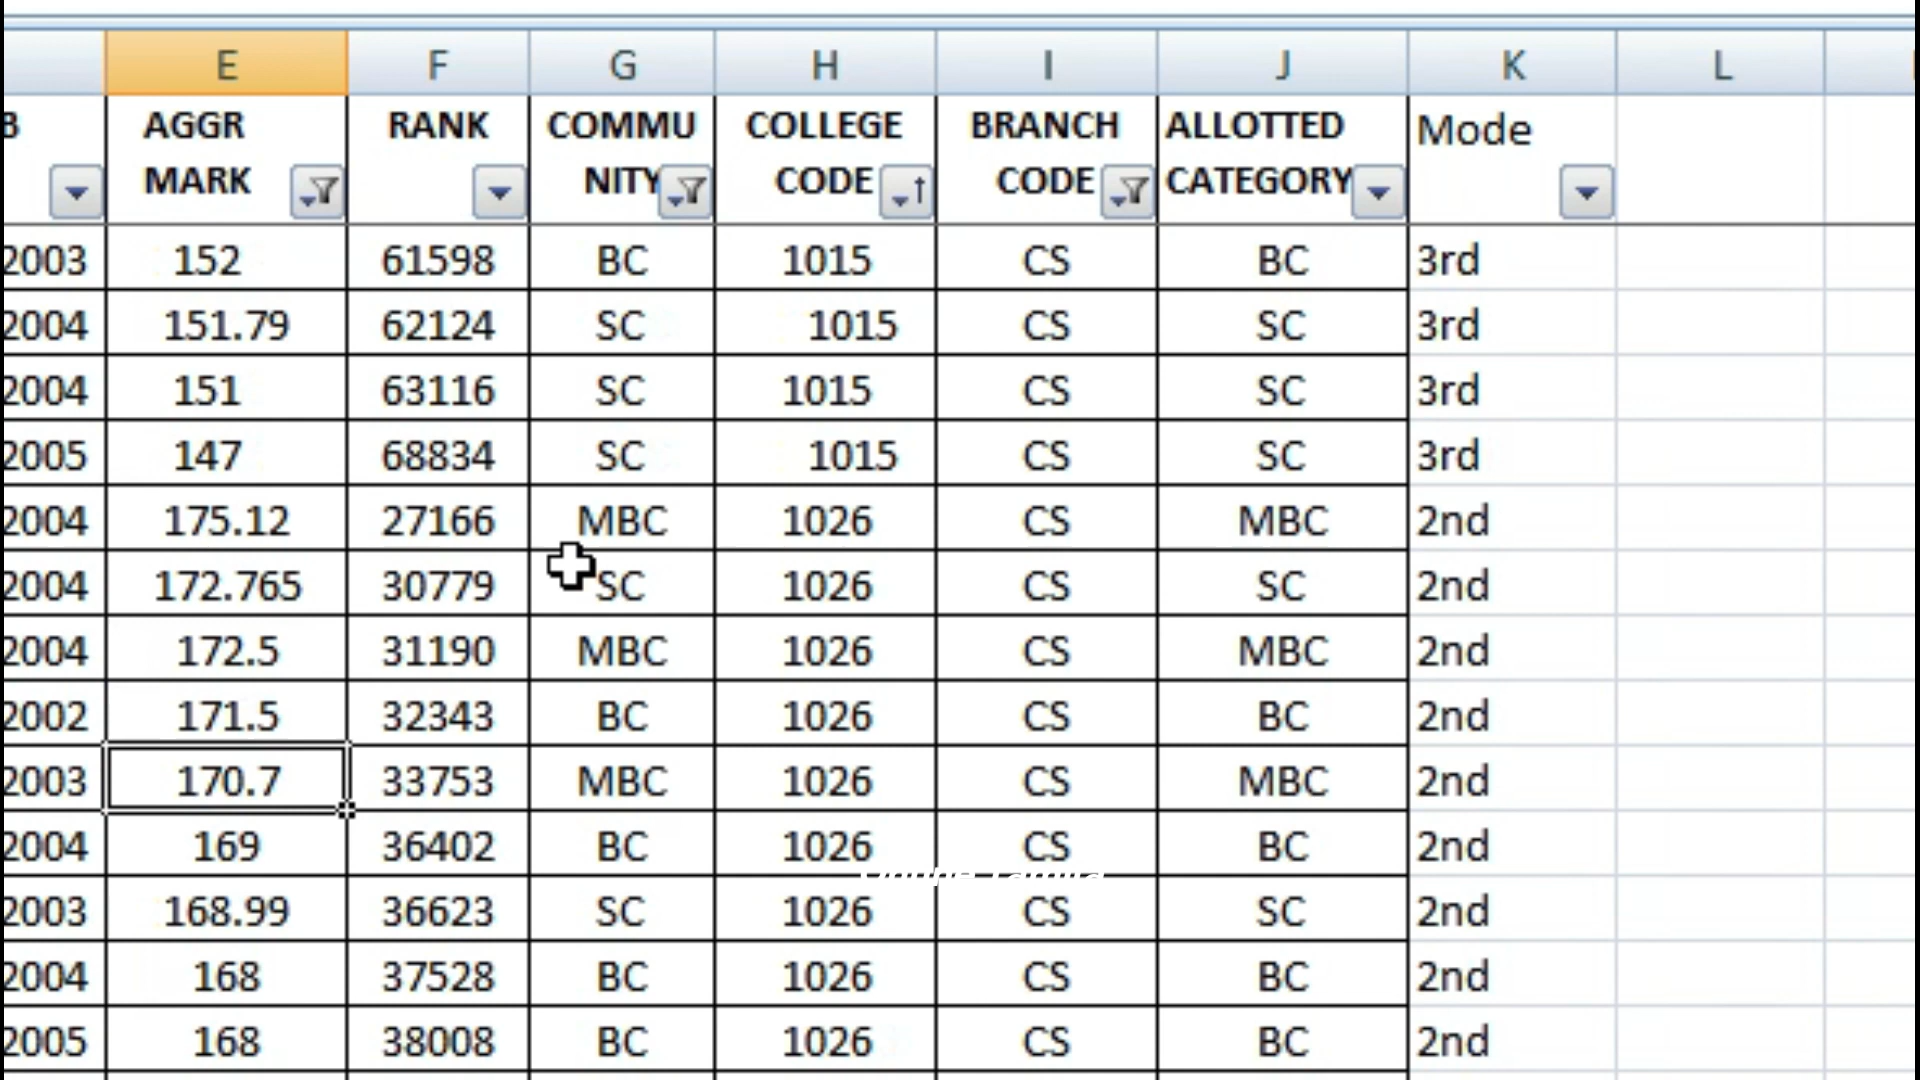 E F G H I J K L
B AGGR MARK RANK COMMU NITY COLLEGE CODE BRANCH CODE ALLOTTED CATEGORY Mode
2003 152 61598 BC 1015 CS BC 3rd
2004 151.79 62124 SC 1015 CS SC 3rd
2004 151 63116 SC 1015 CS SC 3rd
2005 147 68834 SC 1015 CS SC 3rd
2004 175.12 27166 MBC 1026 CS MBC 2nd
2004 172.765 30779 SC 1026 CS SC 2nd
2004 172.5 31190 MBC 1026 CS MBC 2nd
2002 171.5 32343 BC 1026 CS BC 2nd
2003 170.7 33753 MBC 1026 CS MBC 2nd
2004 169 36402 BC 1026 CS BC 2nd
2003 168.99 36623 SC 1026 CS SC 2nd
2004 168 37528 BC 1026 CS BC 2nd
2005 168 38008 BC 1026 CS BC 2nd